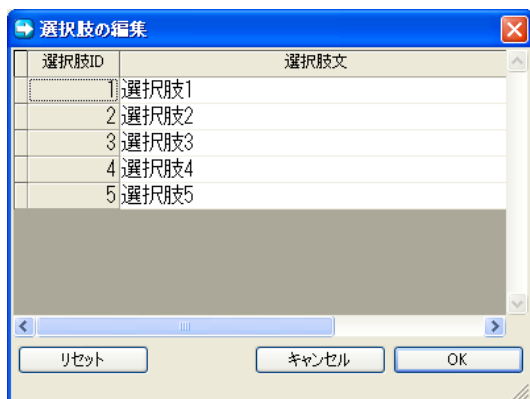 選択肢の編集
選択肢ID 選択肢文
1 選択肢1
2 選択肢2
3 選択肢3
4 選択肢4
5 選択肢5
リセット キャンセル OK